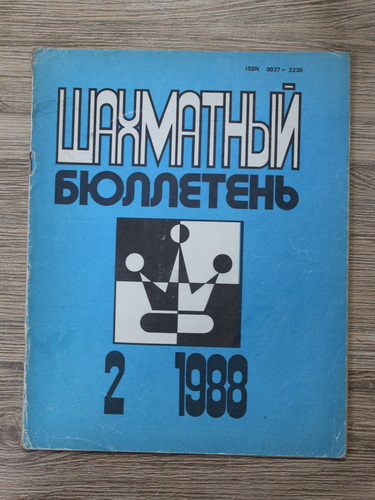 ISSN 0027-3230
ШАХМАТНЫЙ
БЮЛЛЕТЕНЬ
2 1988